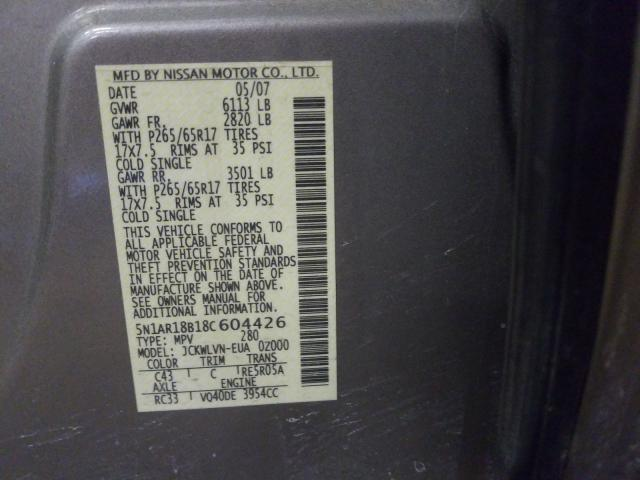 MFD BY NISSAN MOTOR CO., LTD.
DATE 05/07
GVWR 6113 LB
GAWR FR. 2820 LB
WITH P265/65R17 TIRES
17X7.5 RIMS AT 35 PSI
COLD SINGLE
GAWR RR. 3501 LB
WITH P265/65R17 TIRES
17X7.5 RIMS AT 35 PSI
COLD SINGLE
THIS VEHICLE CONFORMS TO
ALL APPLICABLE FEDERAL
MOTOR VEHICLE SAFETY AND
THEFT PREVENTION STANDARDS
IN EFFECT ON THE DATE OF
MANUFACTURE SHOWN ABOVE.
SEE OWNERS MANUAL FOR
ADDITIONAL INFORMATION.
5N1AR18B18C604426
TYPE: MPV 280
MODEL: JCKWLVN-EUA 0Z000
COLOR TRIM TRANS
C43 C RE5R05A
AXLE ENGINE
RC33 VQ40DE 3954CC